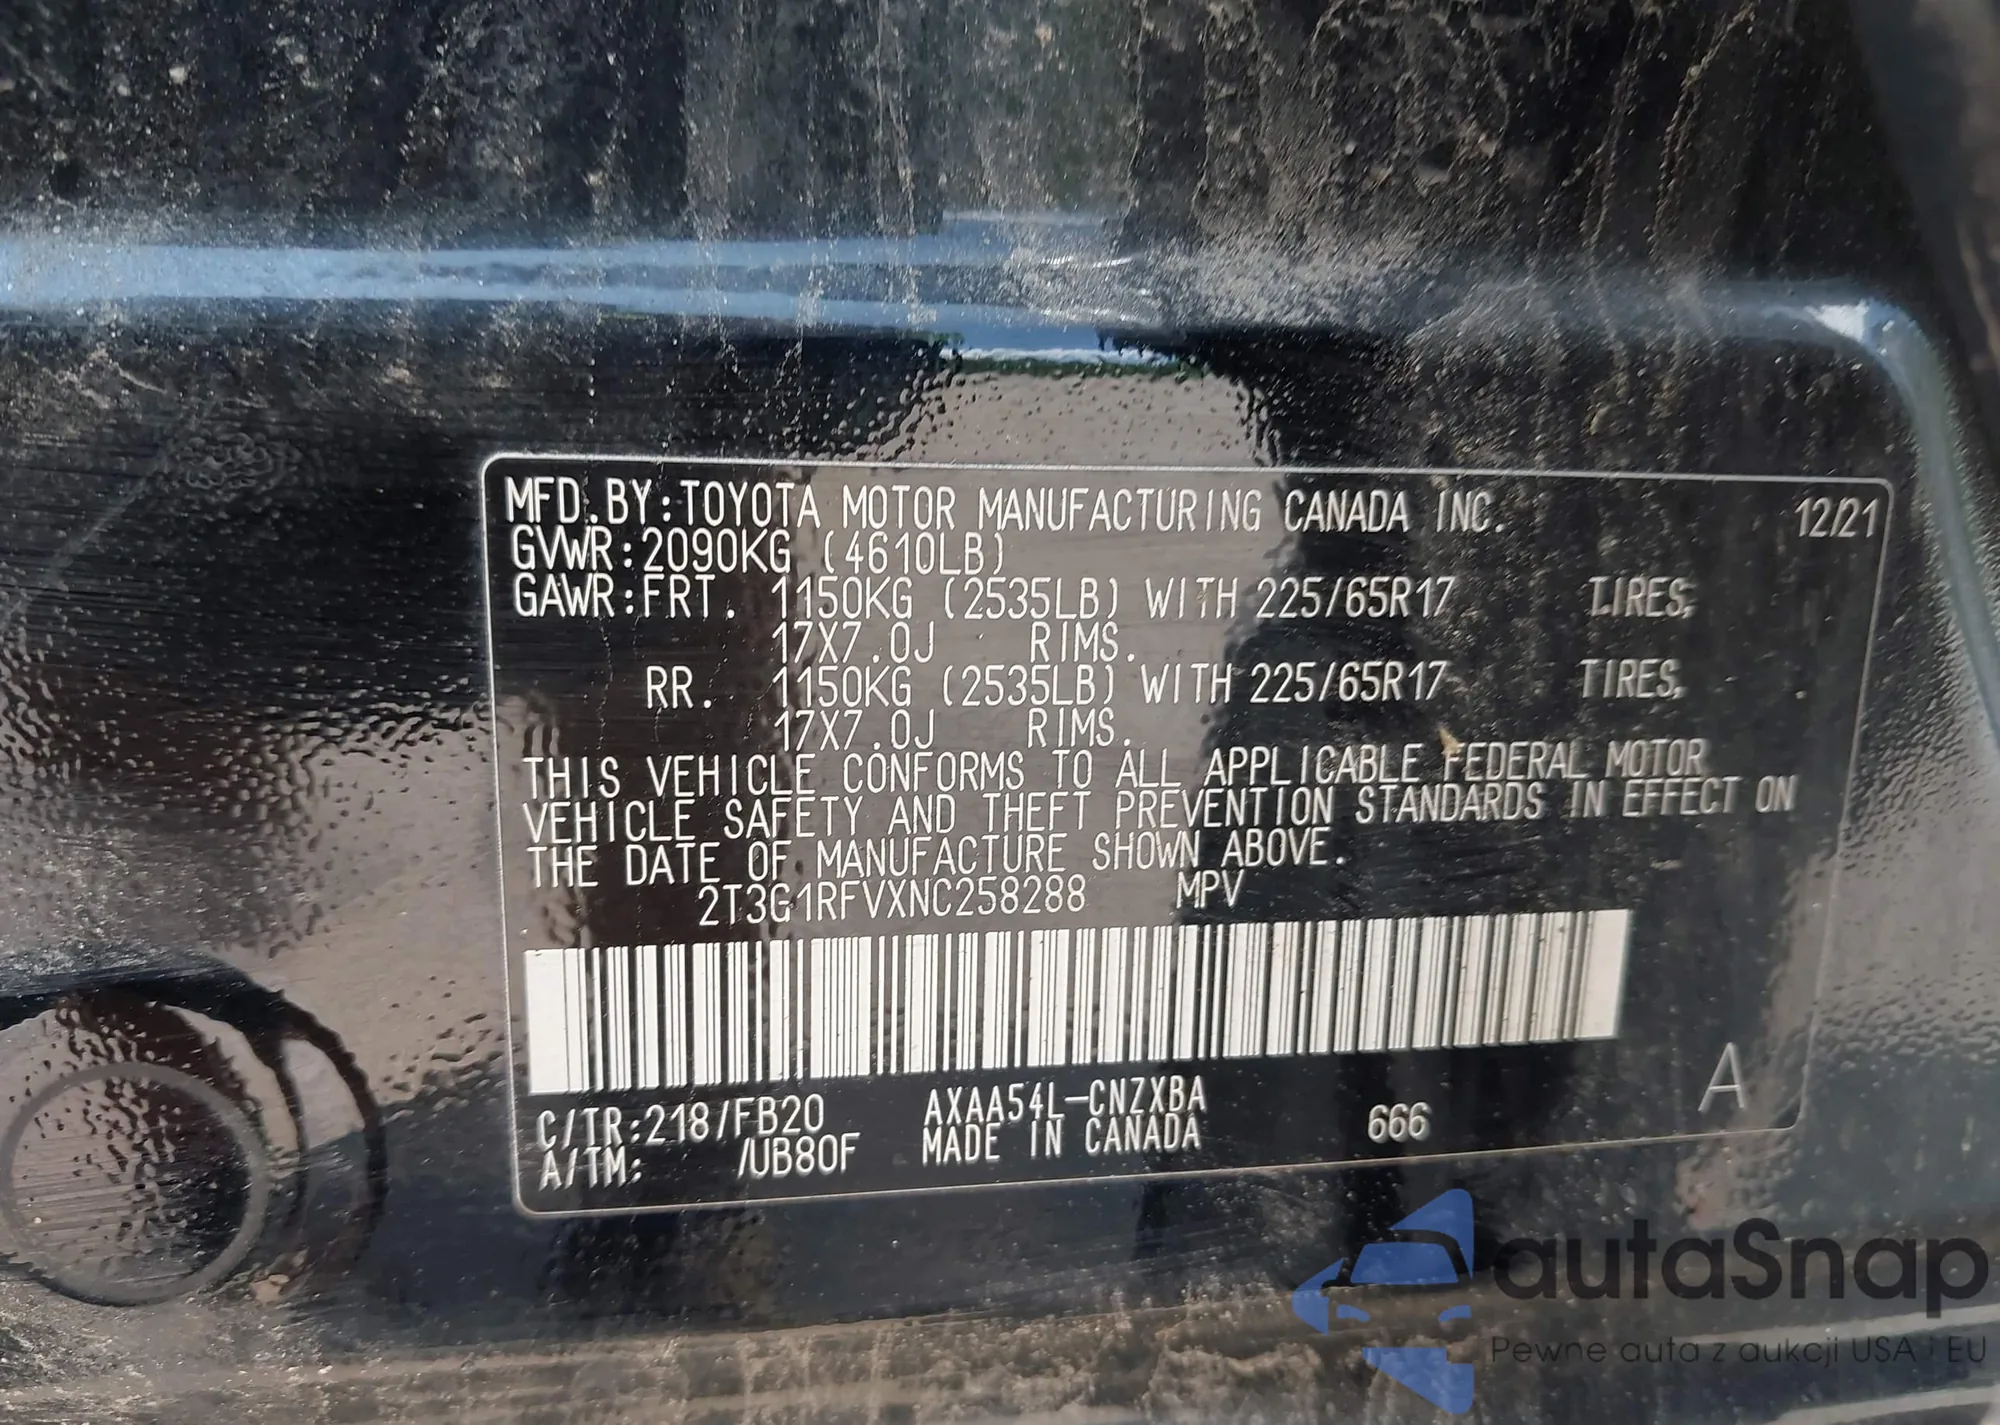 MFD.BY:TOYOTA MOTOR MANUFACTURING CANADA INC. 12/21
GVWR:2090KG (4610LB)
GAWR:FRT. 1150KG (2535LB) WITH 225/65R17 TIRES,
17X7.0J RIMS.
RR. 1150KG (2535LB) WITH 225/65R17 TIRES,
17X7.0J RIMS.
THIS VEHICLE CONFORMS TO ALL APPLICABLE FEDERAL MOTOR
VEHICLE SAFETY AND THEFT PREVENTION STANDARDS IN EFFECT ON
THE DATE OF MANUFACTURE SHOWN ABOVE.
2T3G1RFVXNC258288 MPV
C/TR:218/FB20 AXAA54L-CNZXBA 666 A
A/TM: /UB80F MADE IN CANADA
autaSnap
Pewne auta z aukcji USA i EU